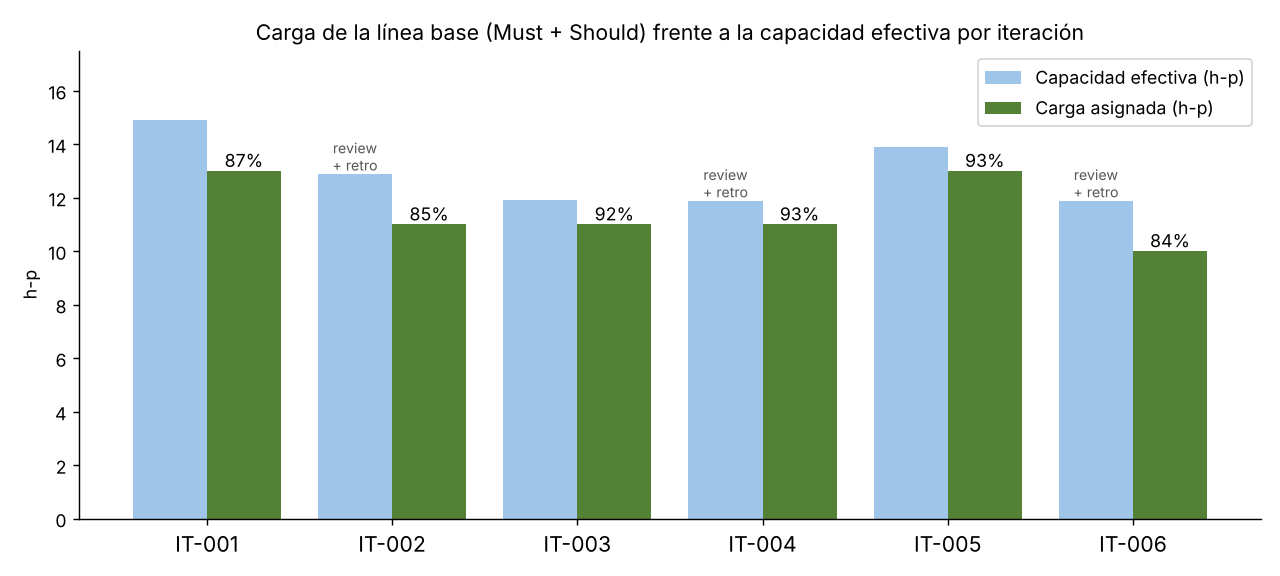 Carga de la línea base (Must + Should) frente a la capacidad efectiva por iteración
Capacidad efectiva (h-p)
Carga asignada (h-p)
h-p
16
14
12
10
8
6
4
2
0
87%
review
+ retro
85%
92%
review
+ retro
93%
93%
review
+ retro
84%
IT-001
IT-002
IT-003
IT-004
IT-005
IT-006